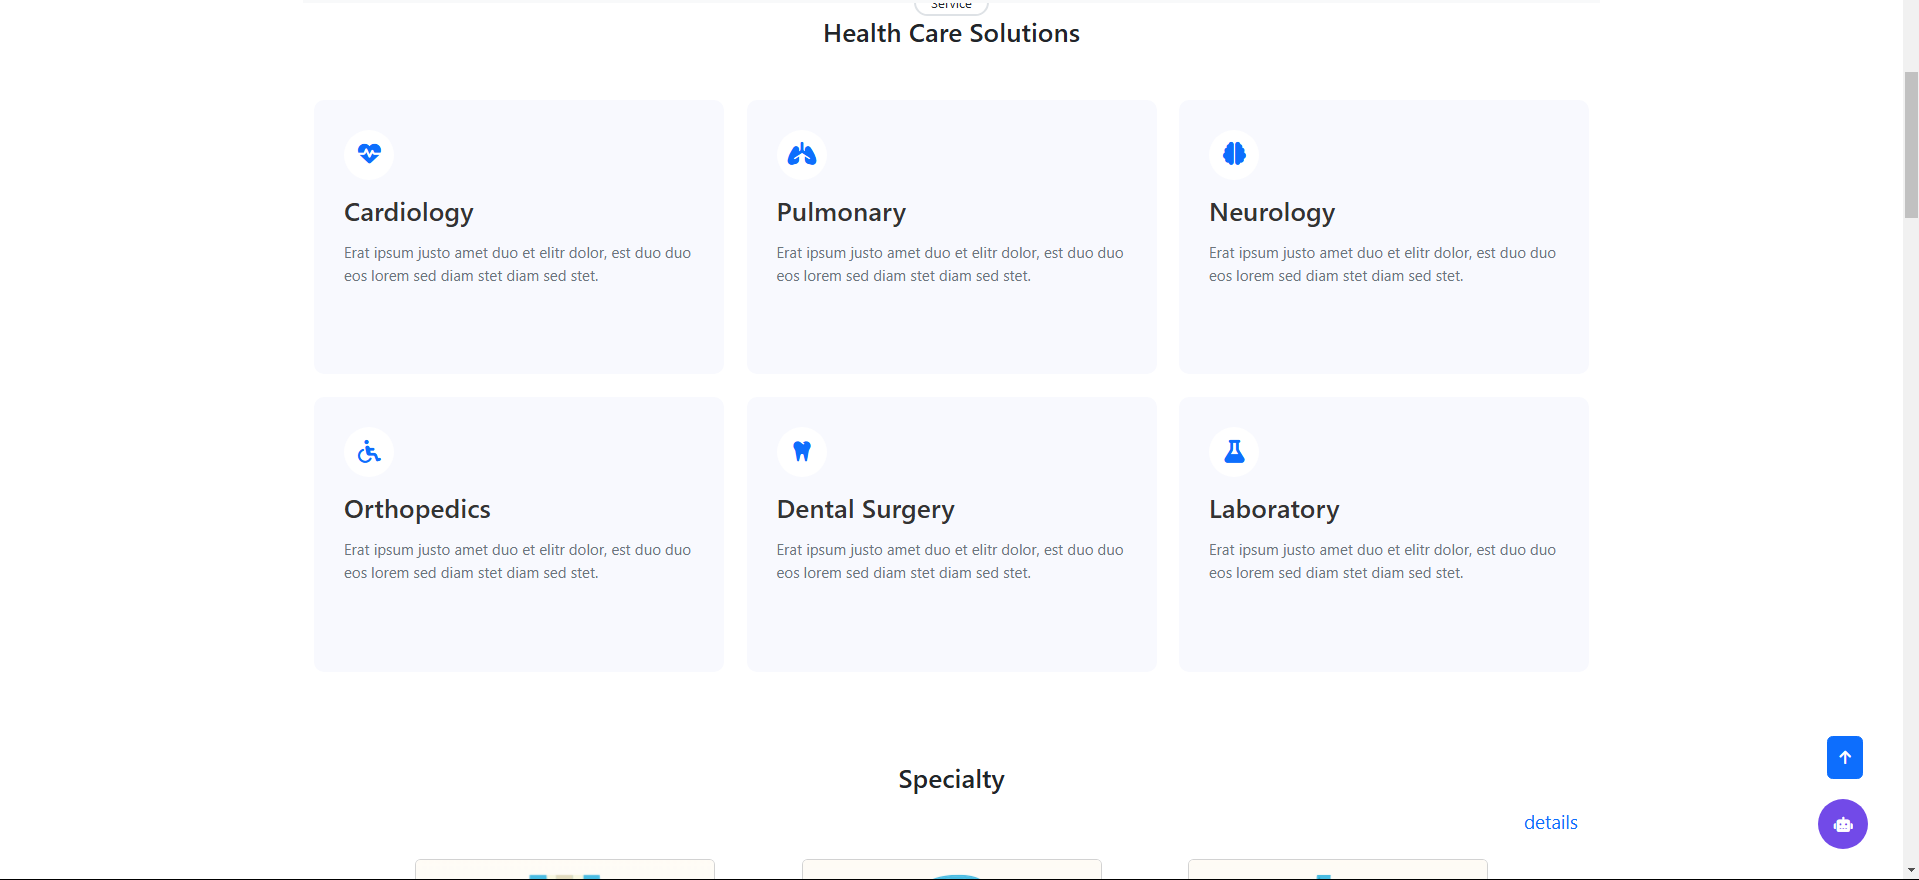 Service
Health Care Solutions
Cardiology
Erat ipsum justo amet duo et elitr dolor, est duo duo
eos lorem sed diam stet diam sed stet.
Pulmonary
Erat ipsum justo amet duo et elitr dolor, est duo duo
eos lorem sed diam stet diam sed stet.
Neurology
Erat ipsum justo amet duo et elitr dolor, est duo duo
eos lorem sed diam stet diam sed stet.
Orthopedics
Erat ipsum justo amet duo et elitr dolor, est duo duo
eos lorem sed diam stet diam sed stet.
Dental Surgery
Erat ipsum justo amet duo et elitr dolor, est duo duo
eos lorem sed diam stet diam sed stet.
Laboratory
Erat ipsum justo amet duo et elitr dolor, est duo duo
eos lorem sed diam stet diam sed stet.
Specialty
details